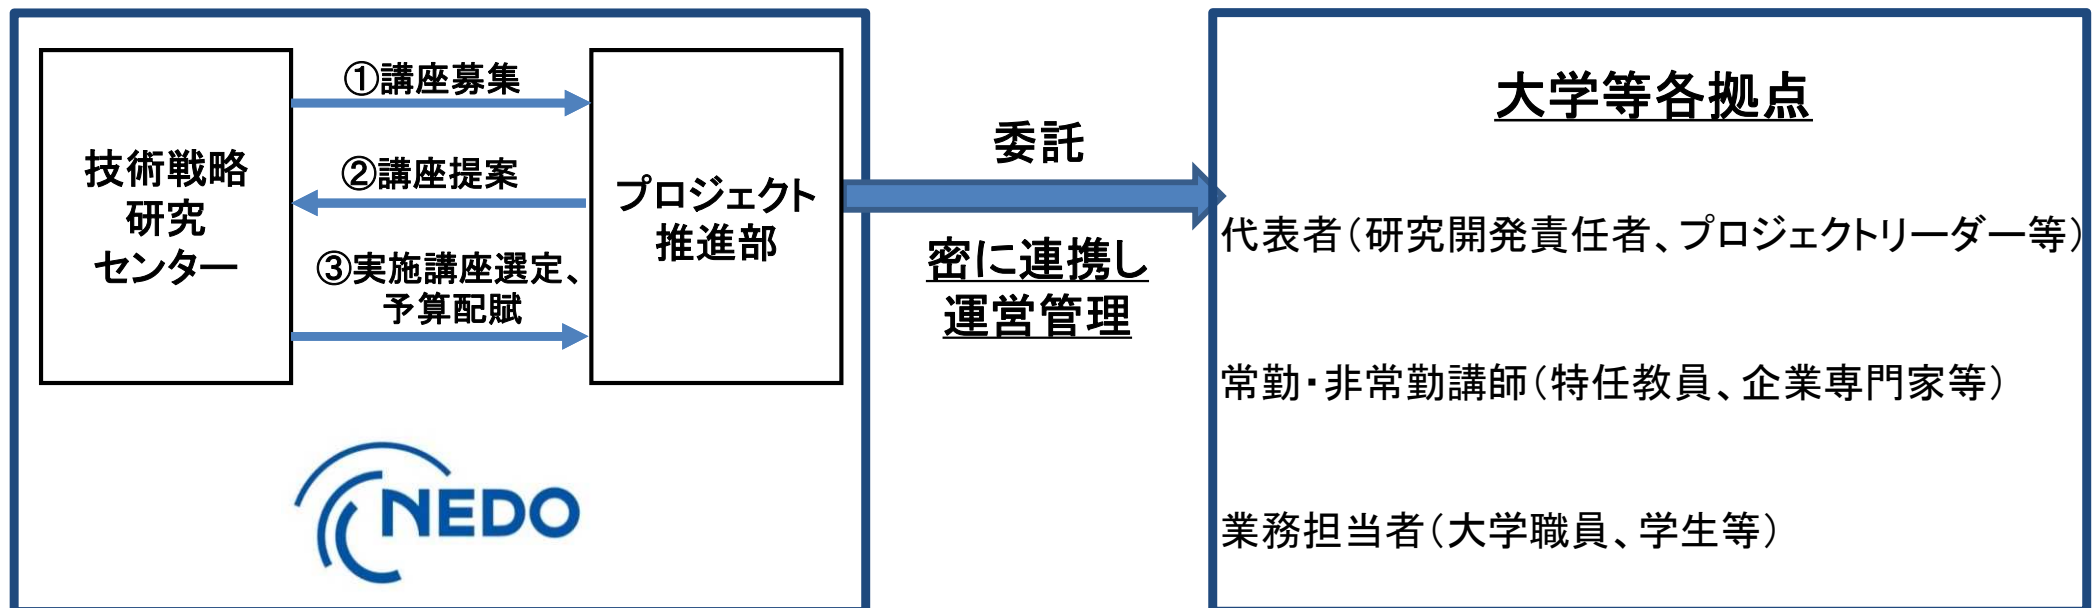 ①講座募集
②講座提案
③実施講座選定、
予算配賦
技術戦略
研究
センター
プロジェクト
推進部
NEDO
委託
密に連携し
運営管理
大学等各拠点
代表者(研究開発責任者、プロジェクトリーダー等)
常勤・非常勤講師(特任教員、企業専門家等)
業務担当者(大学職員、学生等)